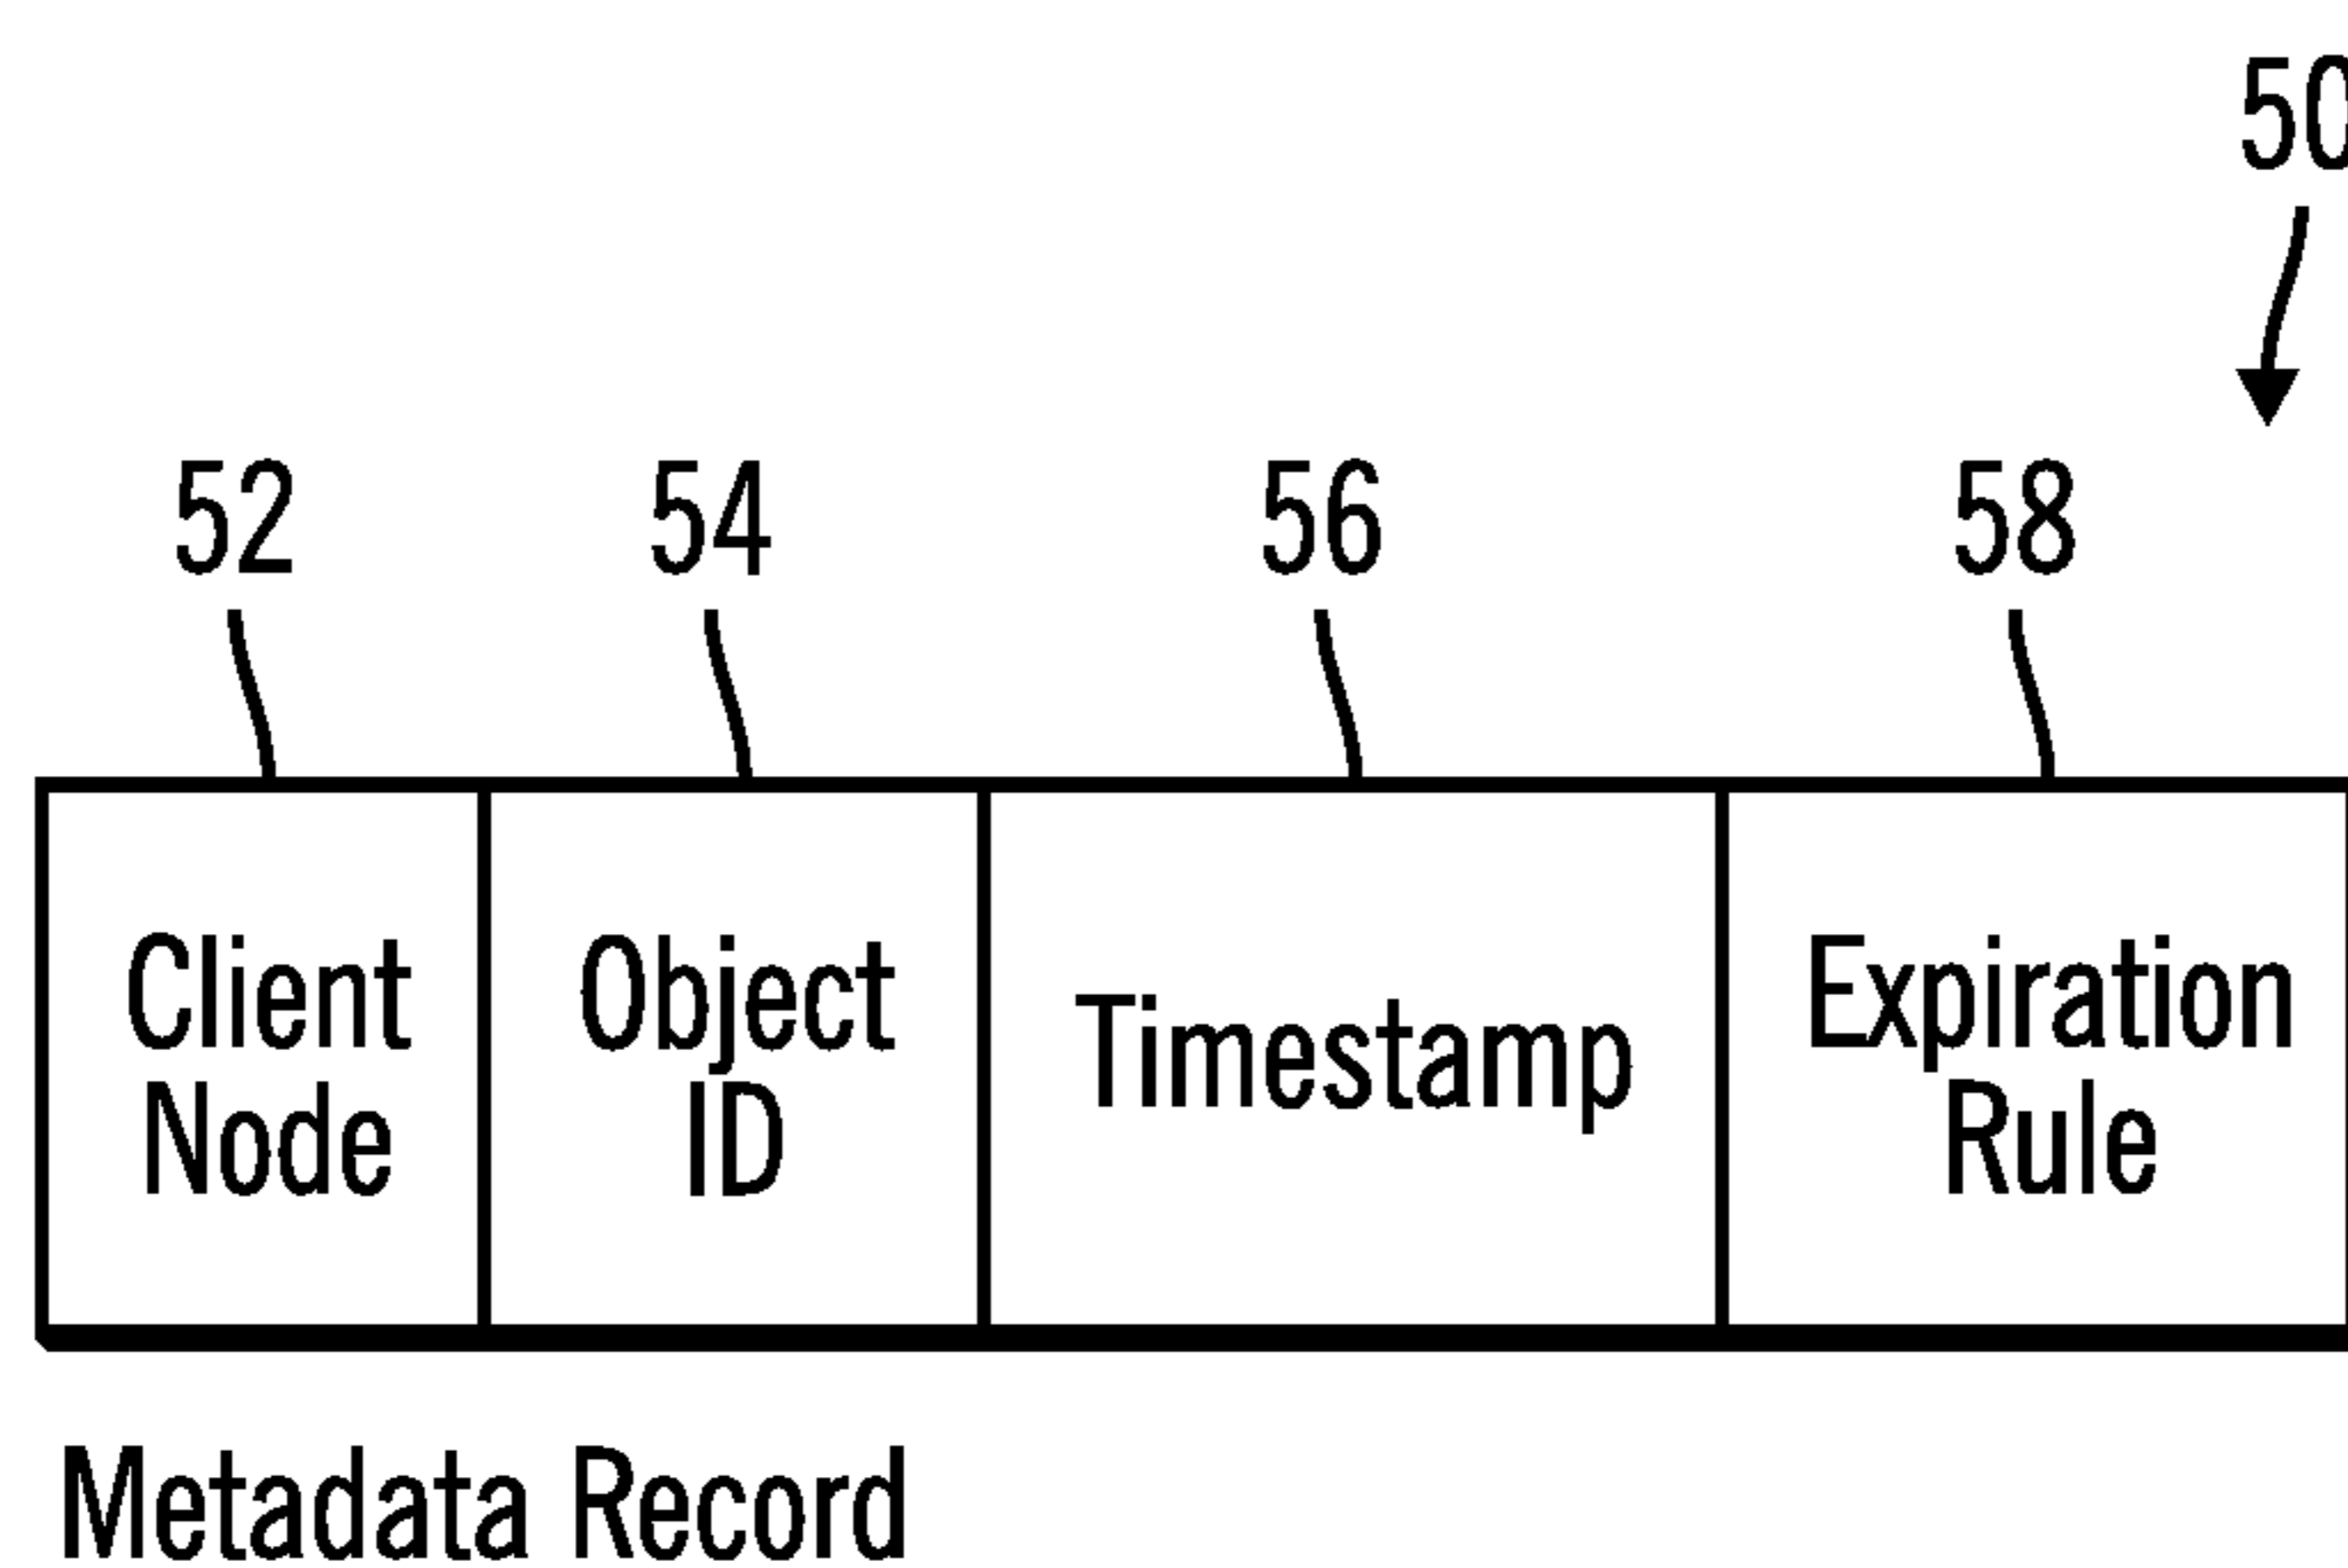 50
52 54 56 58
Client Object Timestamp Expiration
Node ID Rule
Metadata Record